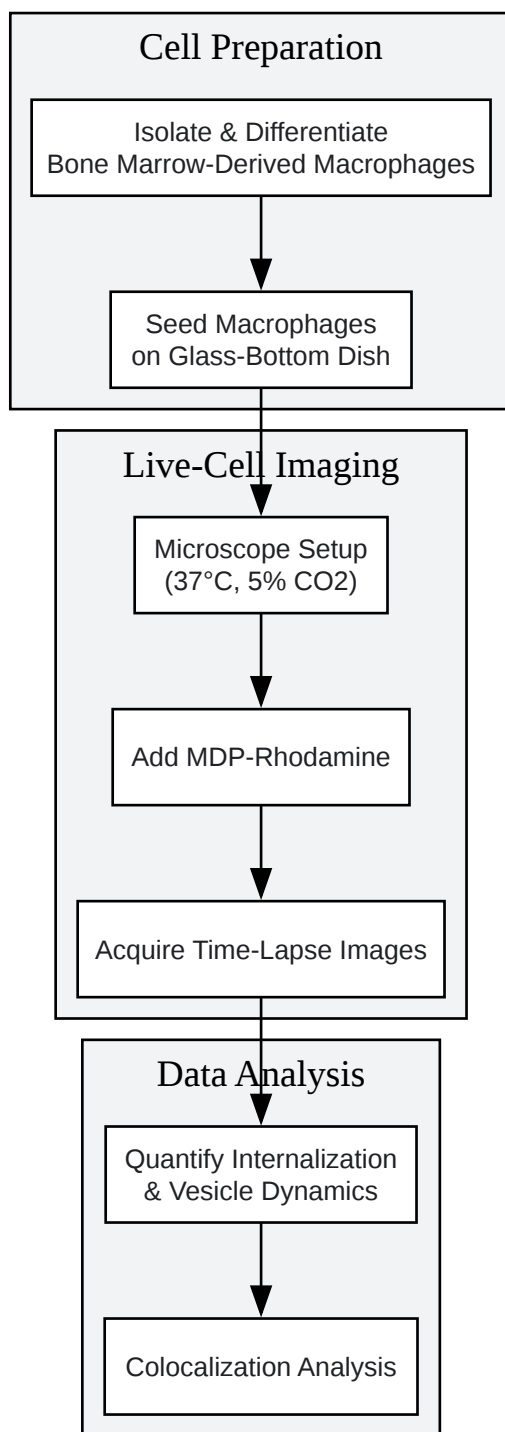 Cell Preparation
Isolate & Differentiate
Bone Marrow-Derived Macrophages
Seed Macrophages
on Glass-Bottom Dish
Live-Cell Imaging
Microscope Setup
(37°C, 5% CO2)
Add MDP-Rhodamine
Acquire Time-Lapse Images
Data Analysis
Quantify Internalization
& Vesicle Dynamics
Colocalization Analysis